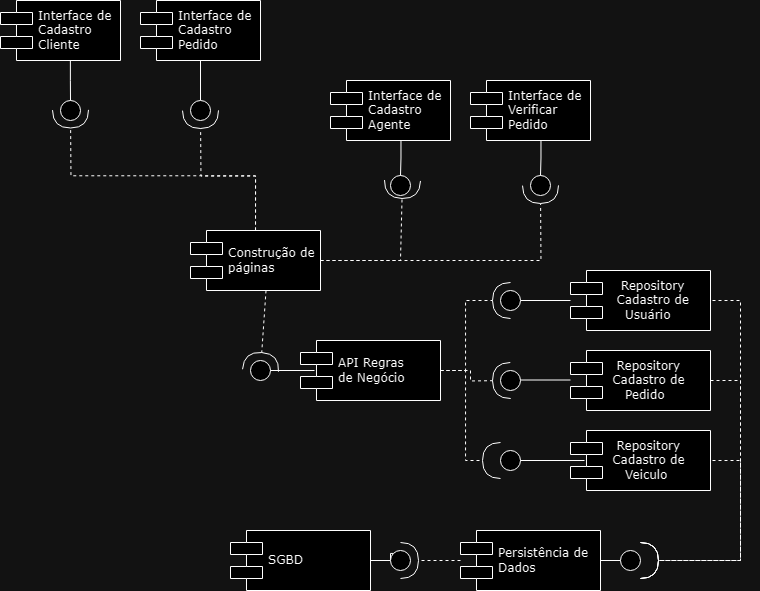 Interface de
Cadastro
Cliente
Interface de
Cadastro
Pedido
Interface de
Cadastro
Agente
Interface de
Verificar
Pedido
Construção de
páginas
Repository
Cadastro de
Usuário
API Regras
de Negócio
Repository
Cadastro de
Pedido
Repository
Cadastro de
Veiculo
SGBD
Persistência de
Dados